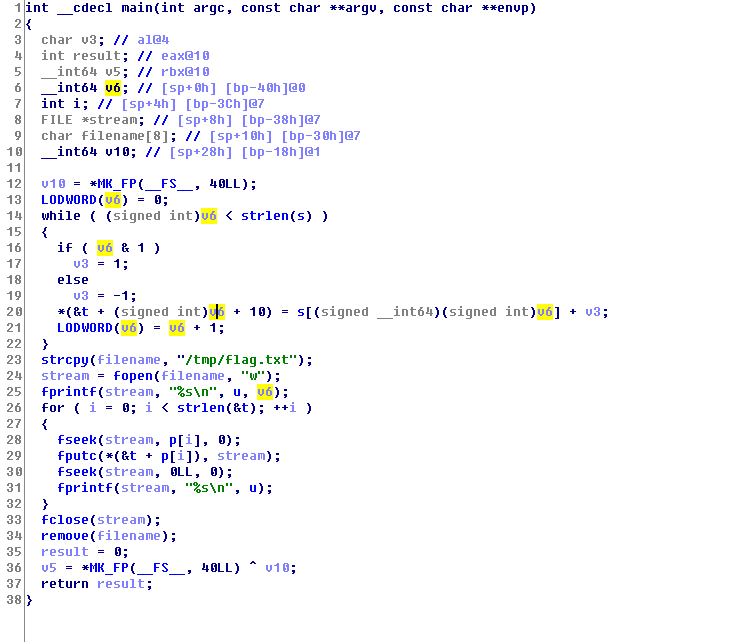 1 int __cdecl main(int argc, const char **argv, const char **envp)
2 {
3 char v3; // al@4
4 int result; // eax@10
5 __int64 v5; // rbx@10
6 __int64 v6; // [sp+0h] [bp-40h]@0
7 int i; // [sp+4h] [bp-3Ch]@7
8 FILE *stream; // [sp+8h] [bp-38h]@7
9 char filename[8]; // [sp+10h] [bp-30h]@7
10 __int64 v10; // [sp+28h] [bp-18h]@1
11
12 v10 = *MK_FP(__FS__, 40LL);
13 LODWORD(v6) = 0;
14 while ( (signed int)v6 < strlen(s) )
15 {
16 if ( v6 & 1 )
17 v3 = 1;
18 else
19 v3 = -1;
20 *(&t + (signed int)v6 + 10) = s[(signed __int64)(signed int)v6] + v3;
21 LODWORD(v6) = v6 + 1;
22 }
23 strcpy(filename, "/tmp/flag.txt");
24 stream = fopen(filename, "w");
25 fprintf(stream, "%s\n", u, v6);
26 for ( i = 0; i < strlen(&t); ++i )
27 {
28 fseek(stream, p[i], 0);
29 fputc(*(&t + p[i]), stream);
30 fseek(stream, 0LL, 0);
31 fprintf(stream, "%s\n", u);
32 }
33 fclose(stream);
34 remove(filename);
35 result = 0;
36 v5 = *MK_FP(__FS__, 40LL) ^ v10;
37 return result;
38 }